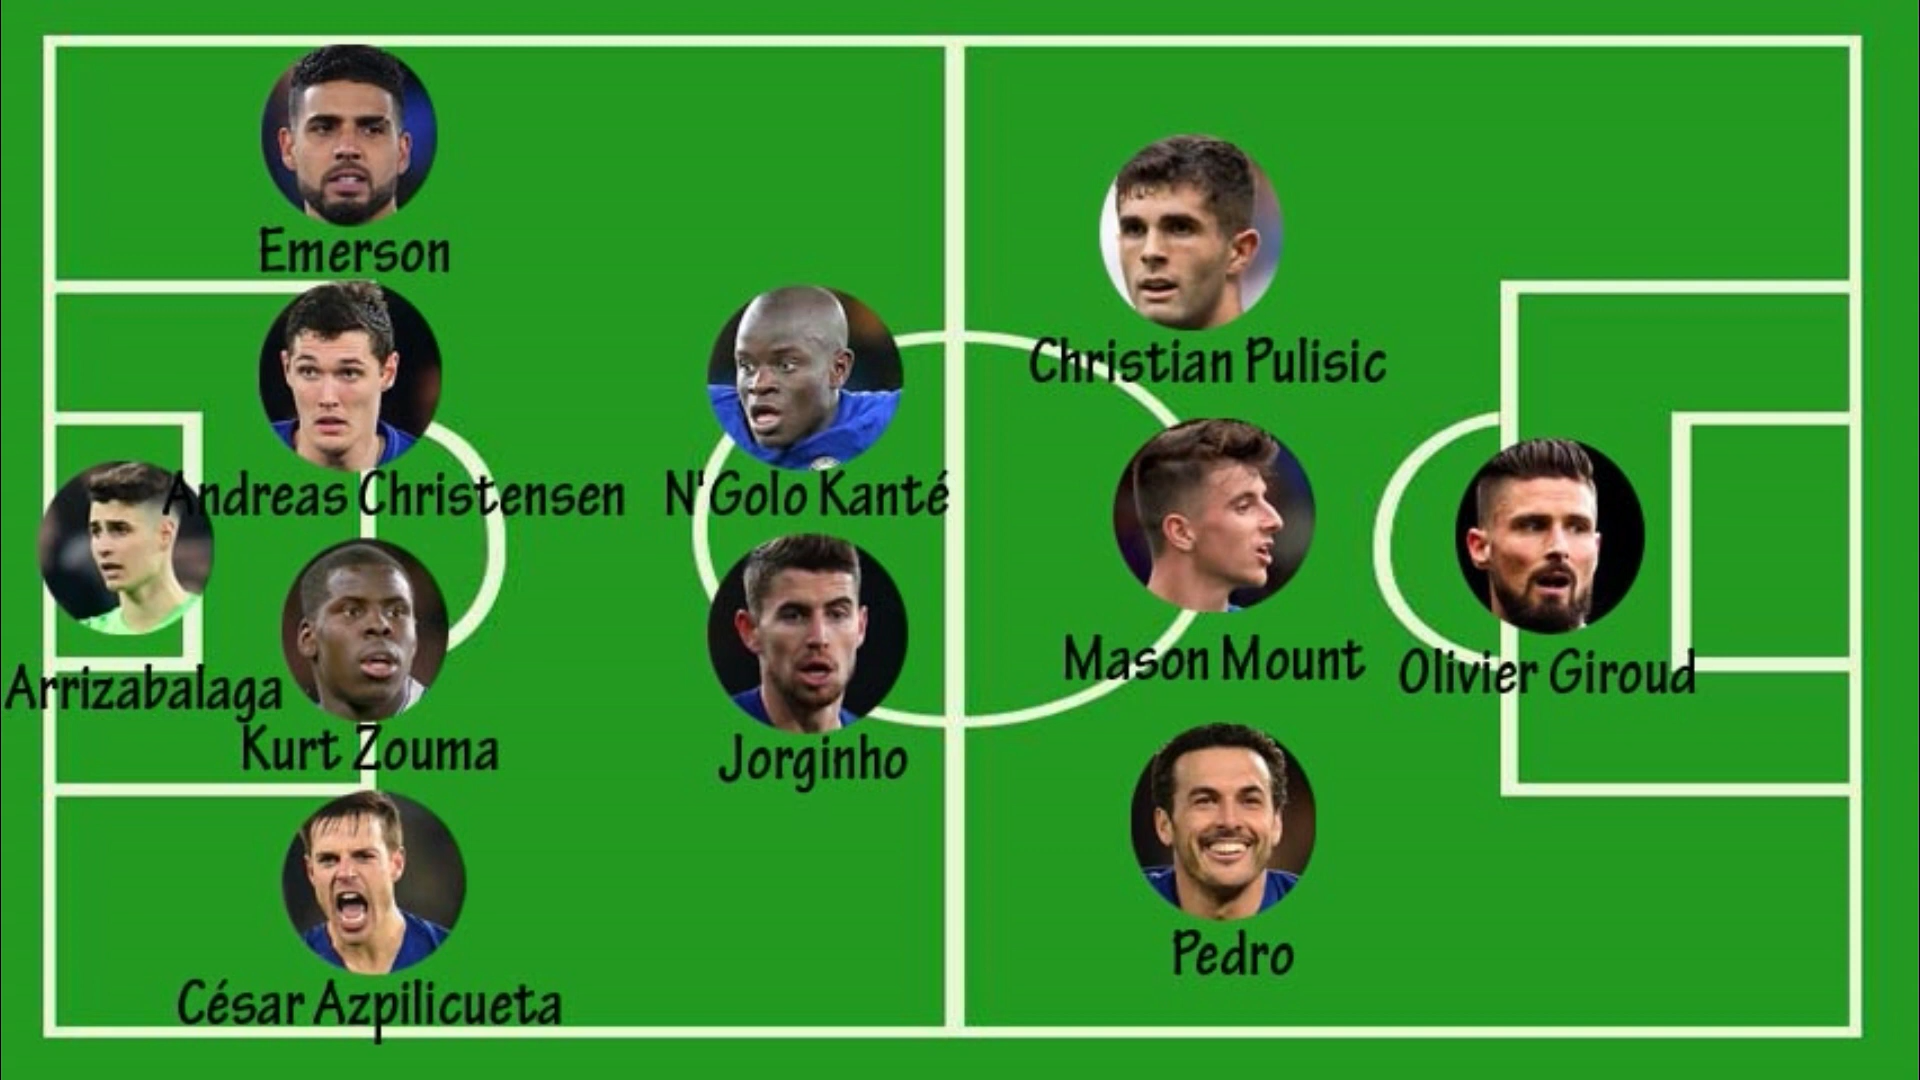 Emerson
Andreas Christensen
Arrizabalaga
Kurt Zouma
César Azpilicueta
N'Golo Kanté
Jorginho
Christian Pulisic
Mason Mount
Pedro
Olivier Giroud